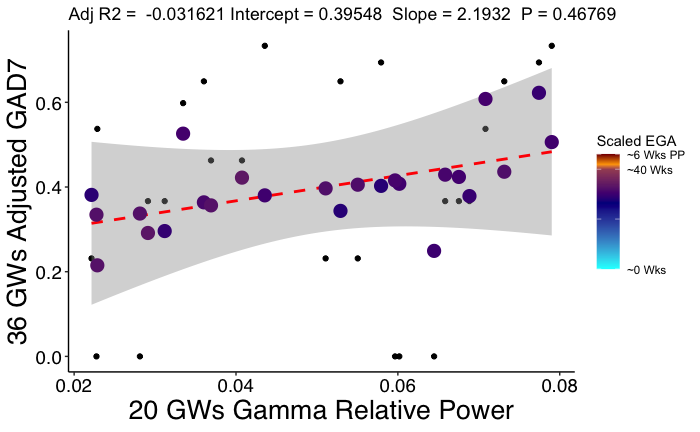 Adj R2 =  -0.031621 Intercept = 0.39548  Slope = 2.1932  P = 0.46769
36 GWs Adjusted GAD7
0.6
0.4
0.2
0.0
0.02
0.04
0.06
0.08
20 GWs Gamma Relative Power
Scaled EGA
~6 Wks PP
~40 Wks
~0 Wks